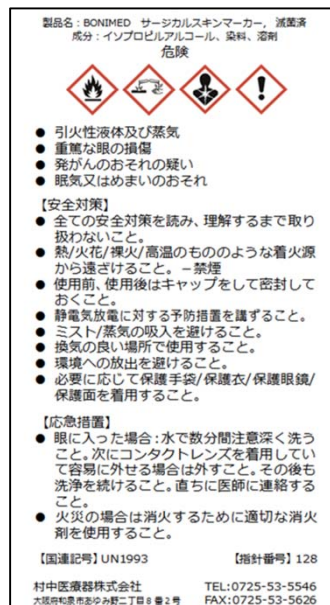 製品名：BONIMED　サージカルスキンマーカー，滅菌済
成分：イソプロピルアルコール、染料、溶剤
危険
● 引火性液体及び蒸気
● 重篤な眼の損傷
● 発がんのおそれの疑い
● 眠気又はめまいのおそれ
【安全対策】
● 全ての安全対策を読み、理解するまで取り
扱わないこと。
● 熱/火花/裸火/高温のもののような着火源
から遠ざけること。－禁煙
● 使用前、使用後はキャップをして密封して
おくこと。
● 静電気放電に対する予防措置を講ずること。
● ミスト/蒸気の吸入を避けること。
● 換気の良い場所で使用すること。
● 環境への放出を避けること。
● 必要に応じて保護手袋/保護衣/保護眼鏡/
保護面を着用すること。
【応急措置】
● 眼に入った場合：水で数分間注意深く洗う
こと。次にコンタクトレンズを着用してい
て容易に外せる場合は外すこと。その後も
洗浄を続けること。直ちに医師に連絡する
こと。
● 火災の場合は消火するために適切な消火
剤を使用すること。
【国連記号】UN1993　【指針番号】128
村中医療器株式会社　TEL:0725-53-5546
大阪府和泉市あゆみ野二丁目８番２号　FAX:0725-53-5626